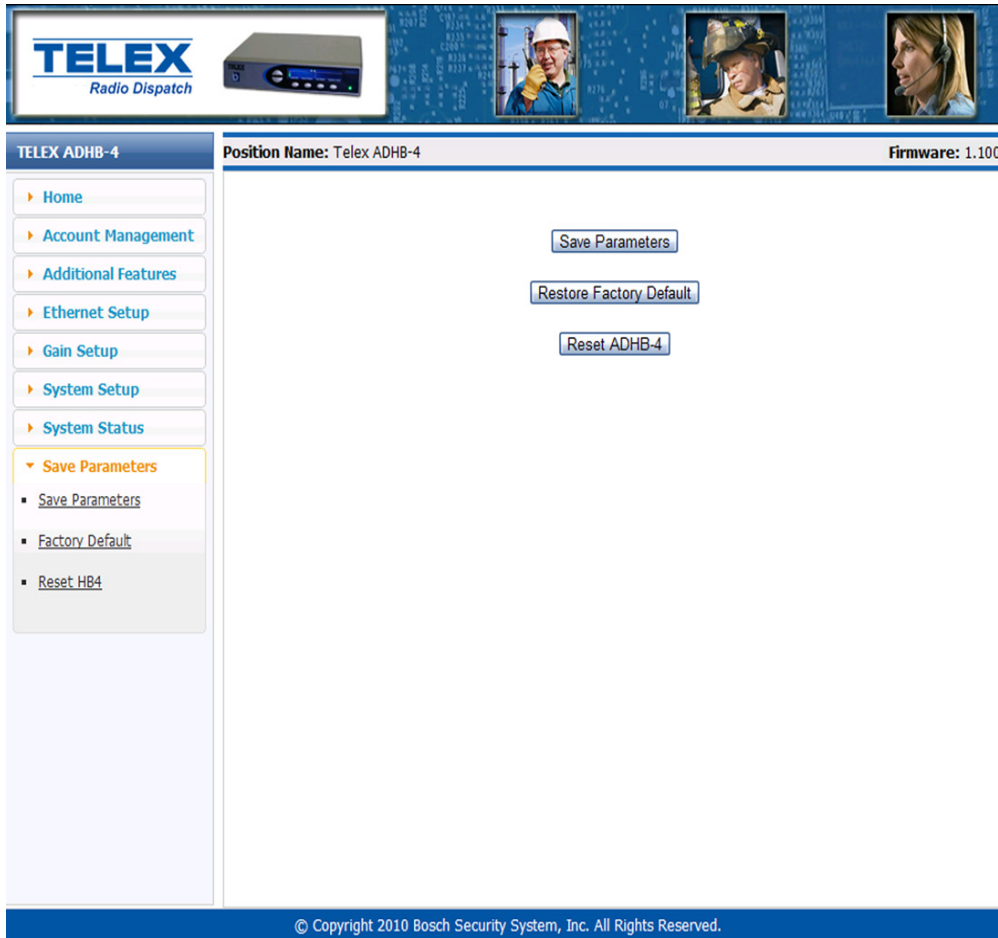 TELEX
Radio Dispatch
TELEX
TELEX ADHB-4
Position Name: Telex ADHB-4
Firmware: 1.100
Home
Account Management
Additional Features
Ethernet Setup
Gain Setup
System Setup
System Status
Save Parameters
Save Parameters
Factory Default
Reset HB4
Save Parameters
Restore Factory Default
Reset ADHB-4
© Copyright 2010 Bosch Security System, Inc. All Rights Reserved.